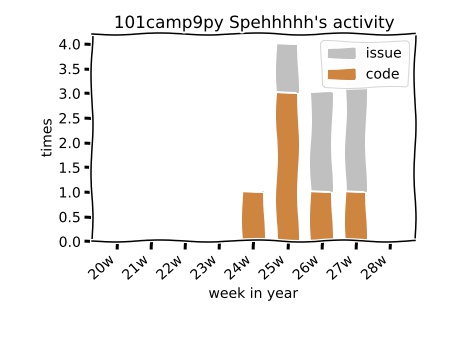 101camp9py Spehhhhh's activity
4.0
3.5
3.0
2.5
2.0
1.5
1.0
0.5
0.0
times
issue
code
20w 21w 22w 23w 24w 25w 26w 27w 28w
week in year